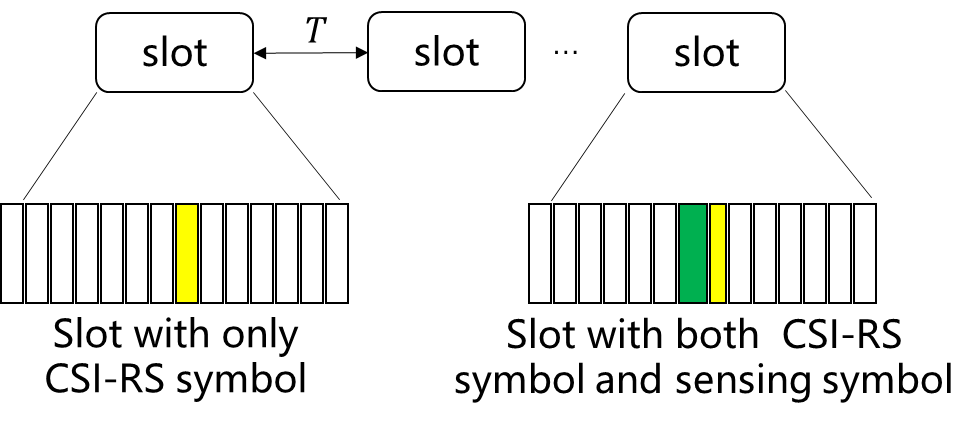 slot
T
slot
...
slot
Slot with only
CSI-RS symbol
Slot with both CSI-RS
symbol and sensing symbol